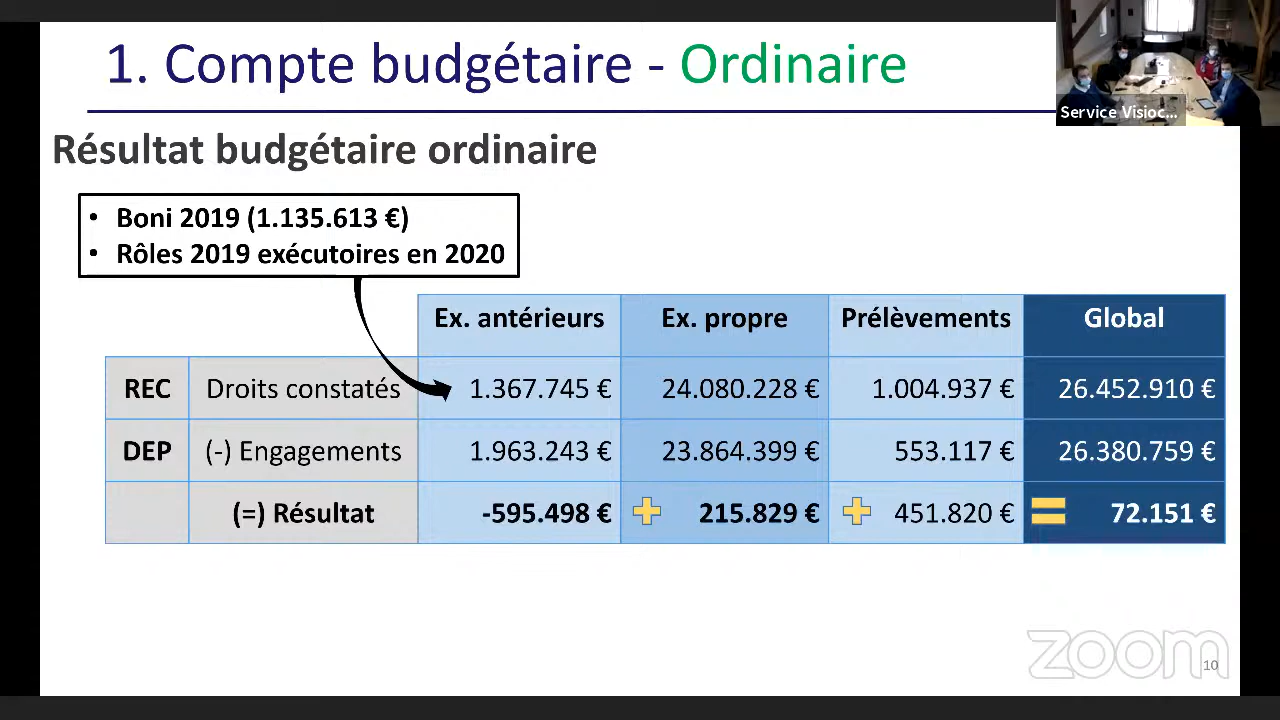 1. Compte budgétaire - Ordinaire
Service Visioc...
Résultat budgétaire ordinaire
• Boni 2019 (1.135.613 €)
• Rôles 2019 exécutoires en 2020
Ex. antérieurs Ex. propre Prélèvements Global
REC Droits constatés 1.367.745 € 24.080.228 € 1.004.937 € 26.452.910 €
DEP (-) Engagements 1.963.243 € 23.864.399 € 553.117 € 26.380.759 €
(=) Résultat -595.498 € + 215.829 € + 451.820 € = 72.151 €
zoom
10